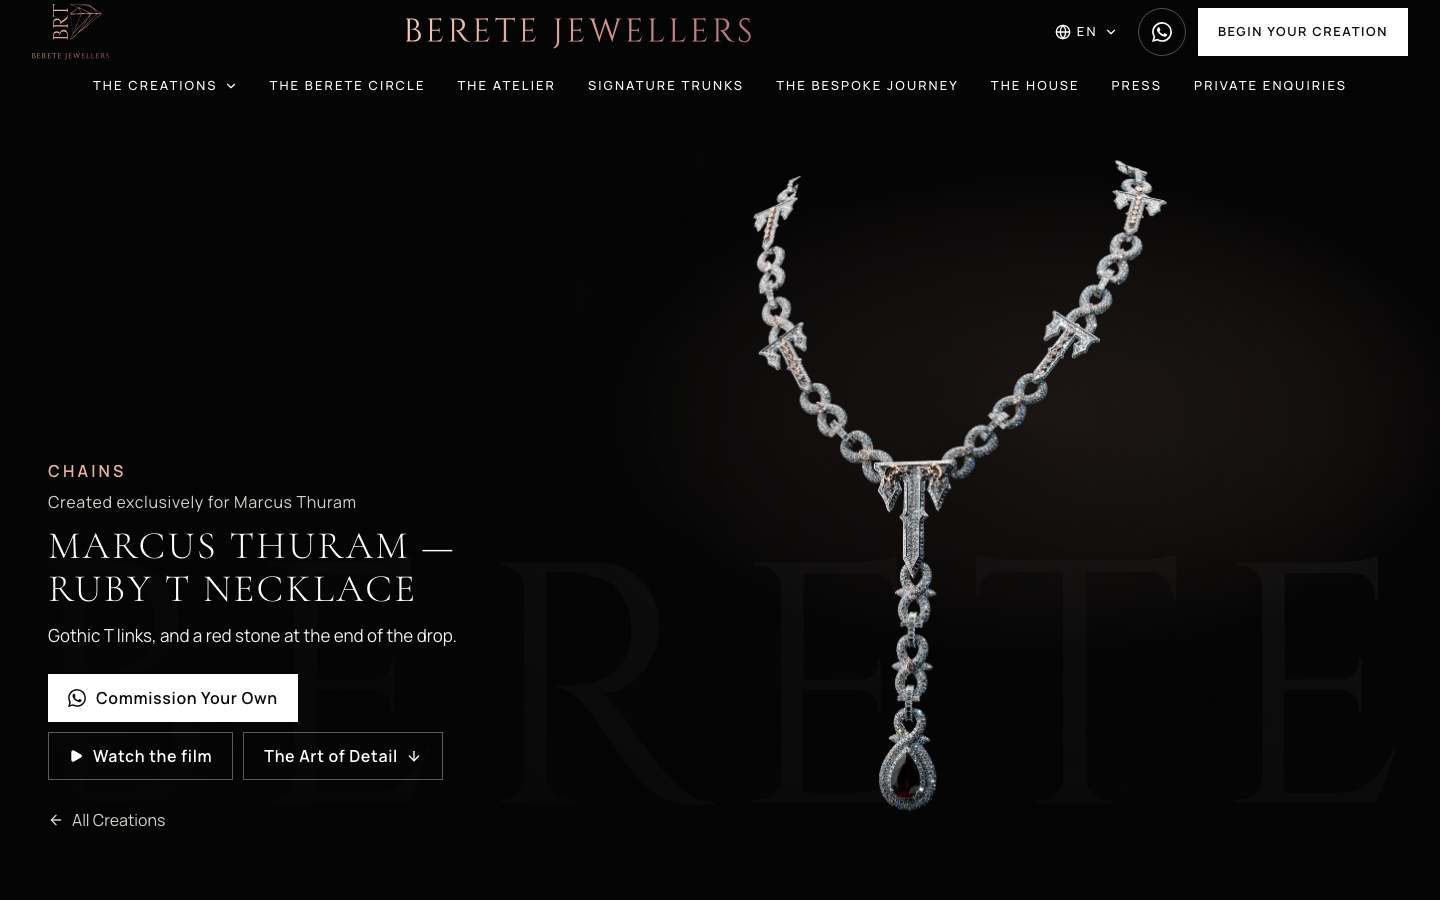 BRT
BERETE JEWELLERS
BERETE JEWELLERS
EN
BEGIN YOUR CREATION
THE CREATIONS
THE BERETE CIRCLE
THE ATELIER
SIGNATURE TRUNKS
THE BESPOKE JOURNEY
THE HOUSE
PRESS
PRIVATE ENQUIRIES
CHAINS
Created exclusively for Marcus Thuram
MARCUS THURAM —
RUBY T NECKLACE
Gothic T links, and a red stone at the end of the drop.
Commission Your Own
Watch the film
The Art of Detail
All Creations
BERETE